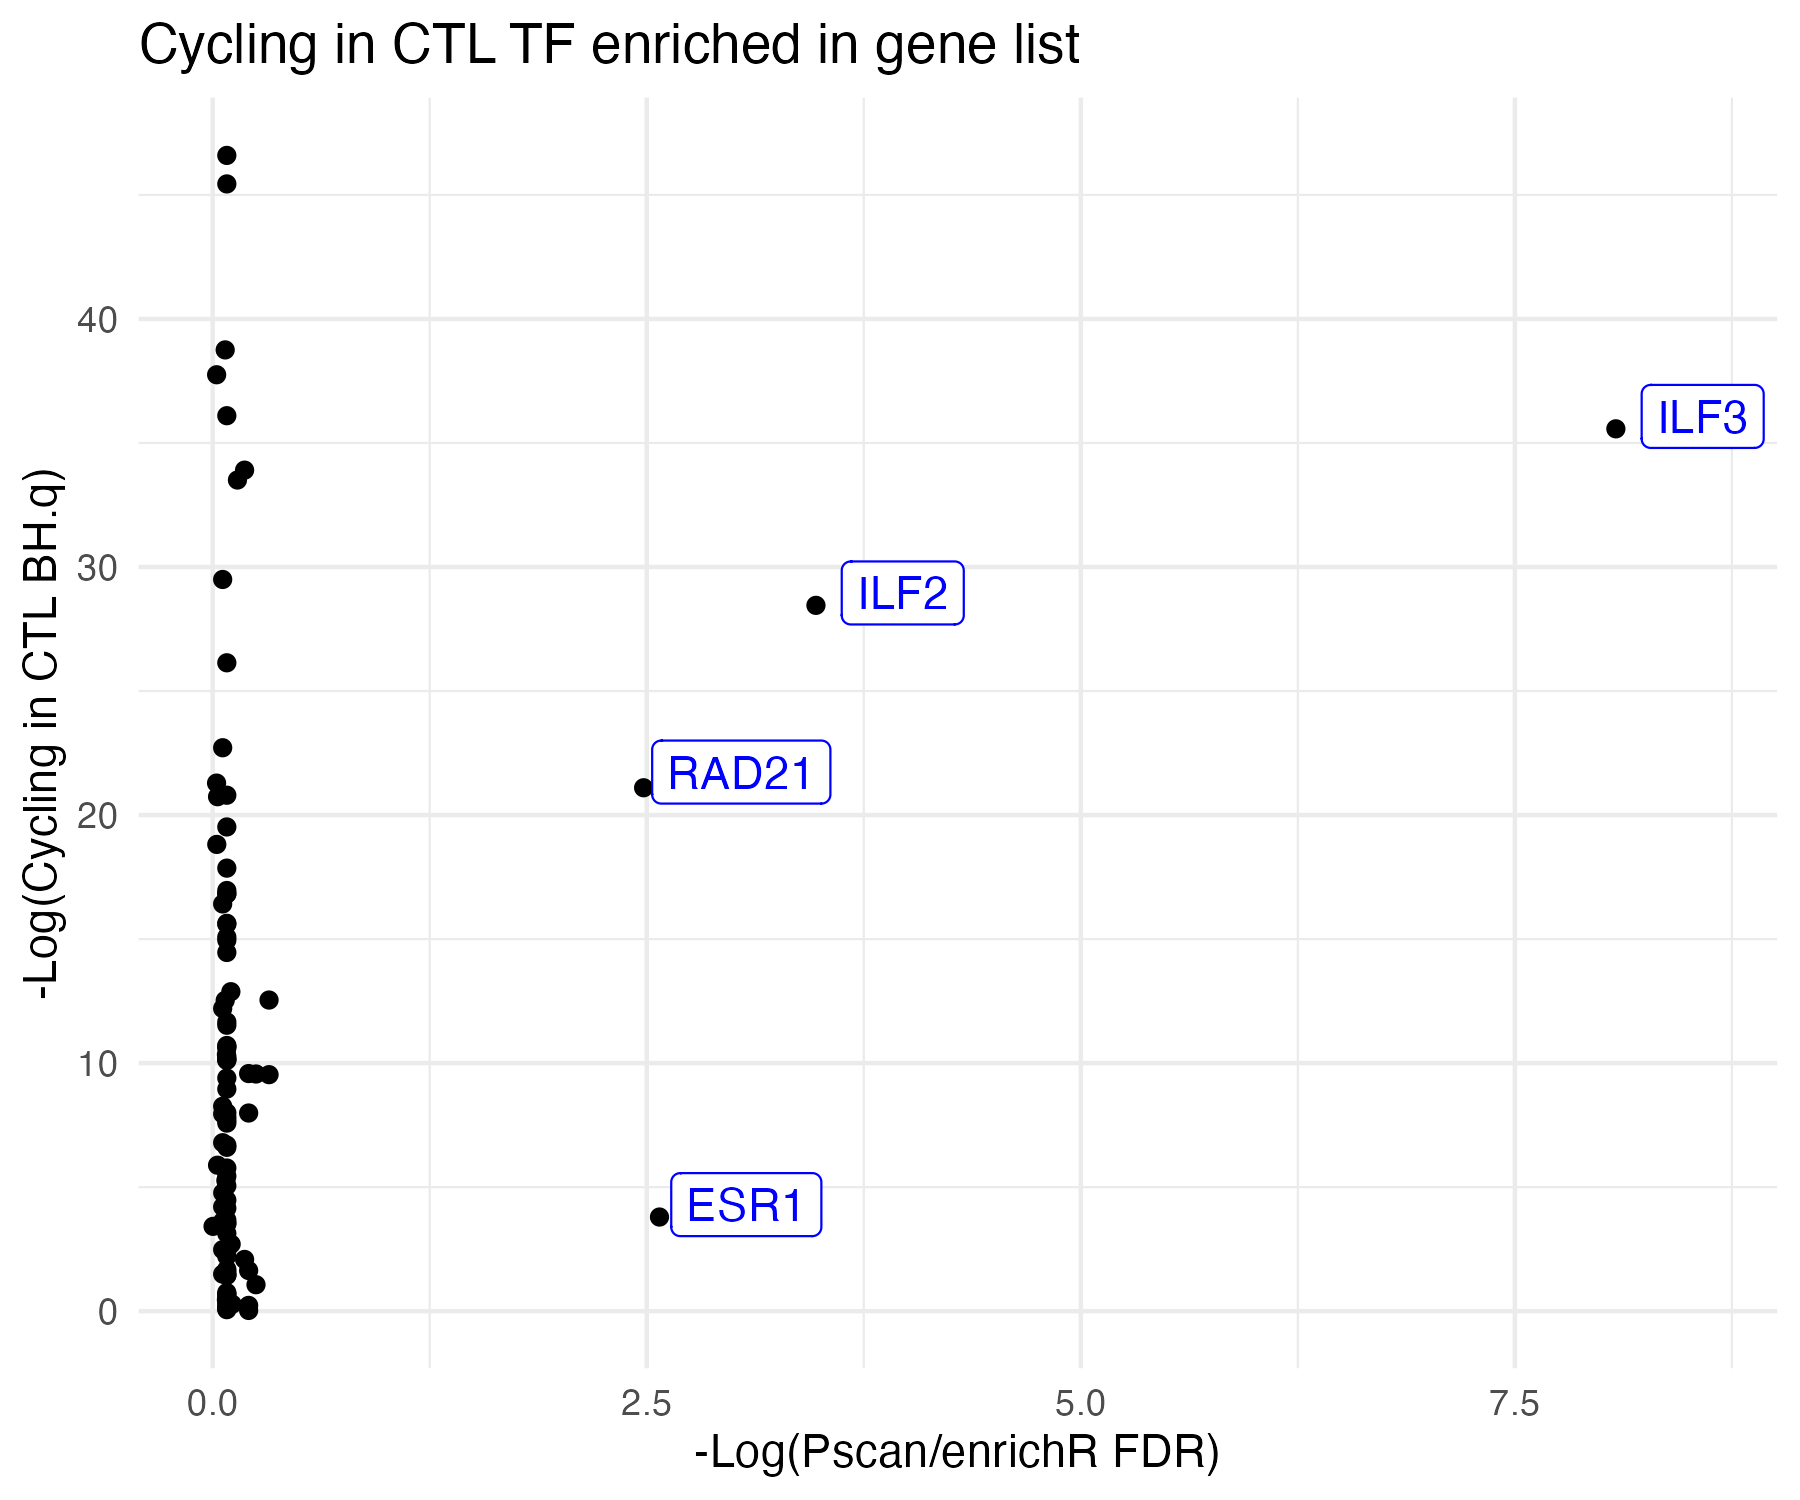 Cycling in CTL TF enriched in gene list
-Log(Cycling in CTL BH.q)
40
30
20
10
0
ILF3
ILF2
RAD21
ESR1
0.0
2.5
5.0
7.5
-Log(Pscan/enrichR FDR)